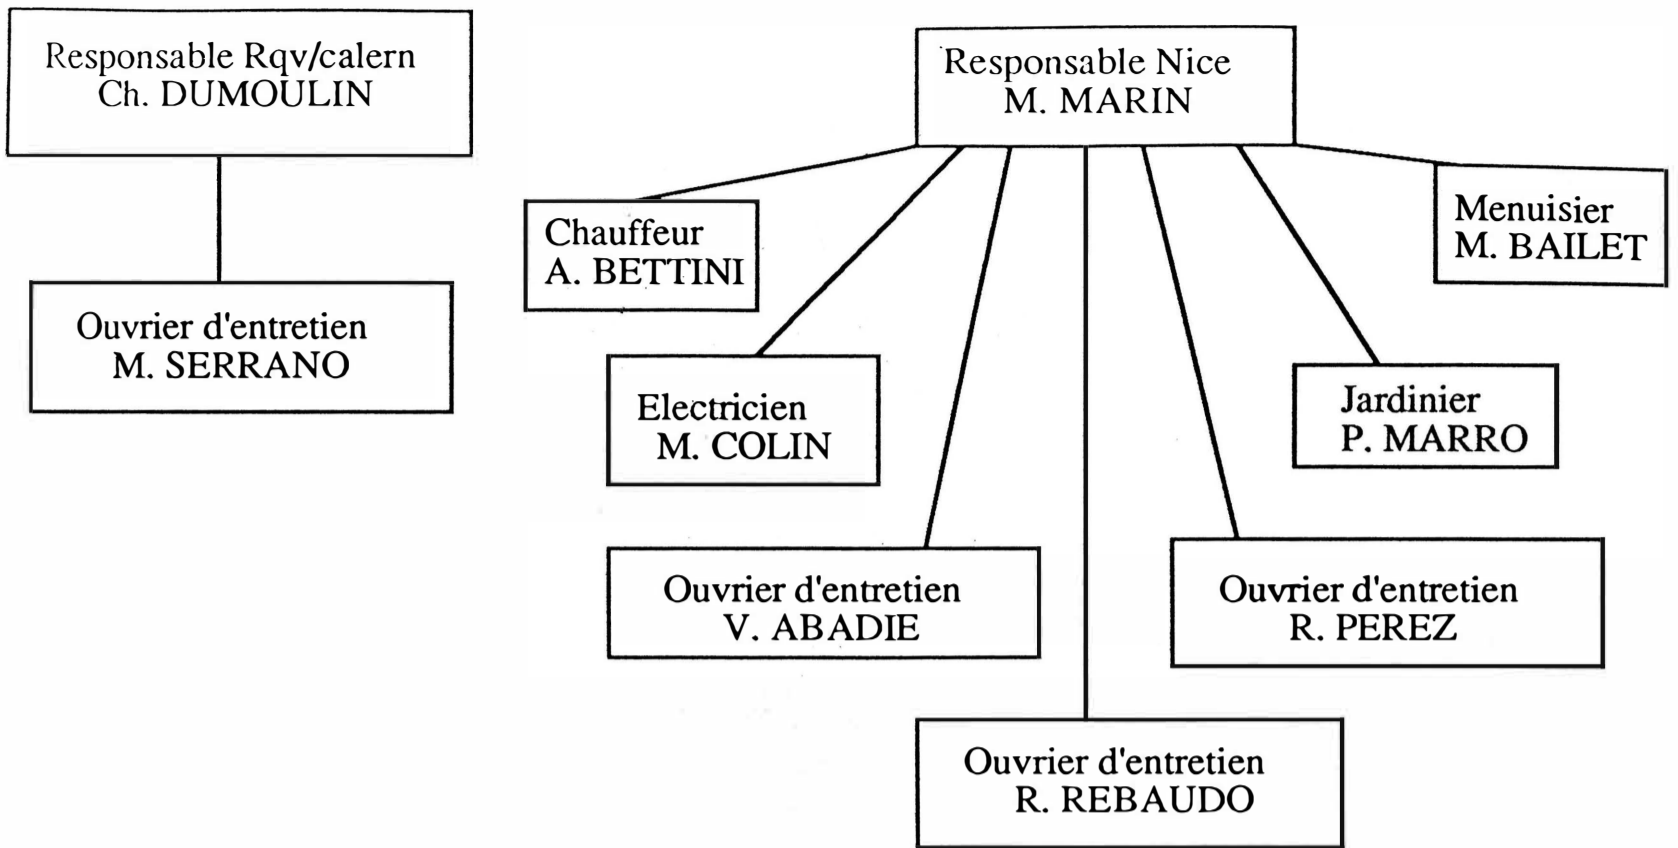 Responsable Rqv/calern
Ch. DUMOULIN
Ouvrier d'entretien
M. SERRANO
Responsable Nice
M. MARIN
Chauffeur
A. BETTINI
Menuisier
M. BAILET
Electricien
M. COLIN
Jardinier
P. MARRO
Ouvrier d'entretien
V. ABADIE
Ouvrier d'entretien
R. PEREZ
Ouvrier d'entretien
R. REBAUDO